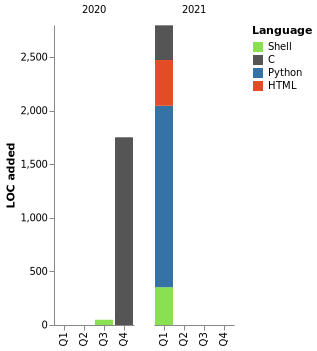 2020 2021
Language
Shell
C
Python
HTML
LOC added
2,500
2,000
1,500
1,000
500
0
Q1 Q2 Q3 Q4 Q1 Q2 Q3 Q4